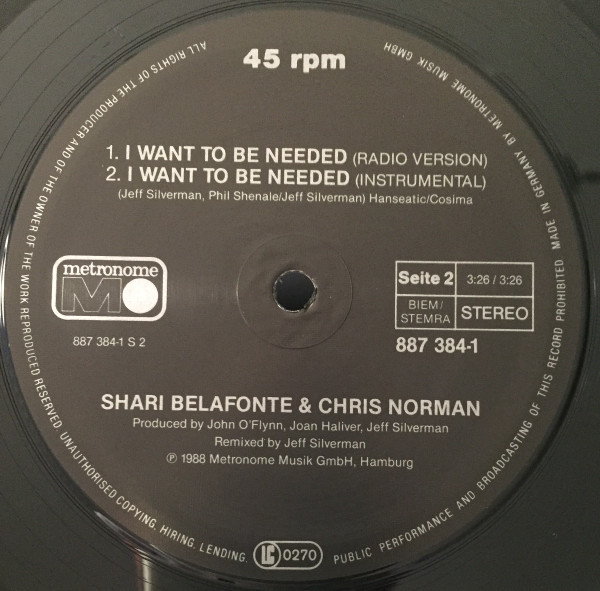 45 rpm
1. I WANT TO BE NEEDED (RADIO VERSION)
2. I WANT TO BE NEEDED (INSTRUMENTAL)
(Jeff Silverman, Phil Shenale/Jeff Silverman) Hanseatic/Cosima
metronome
M
887 384-1 S 2
Seite 2
3:26 / 3:26
BIEM/
STEMRA
STEREO
887 384-1
SHARI BELAFONTE & CHRIS NORMAN
Produced by John O'Flynn, Joan Haliver, Jeff Silverman
Remixed by Jeff Silverman
℗ 1988 Metronome Musik GmbH, Hamburg
ALL RIGHTS OF THE PRODUCER AND OF THE OWNER OF THE WORK REPRODUCED RESERVED. UNAUTHORISED COPYING, HIRING, LENDING,
LC 0270
PUBLIC PERFORMANCE AND BROADCASTING OF THIS RECORD PROHIBITED MADE IN GERMANY BY METRONOME MUSIK GMBH